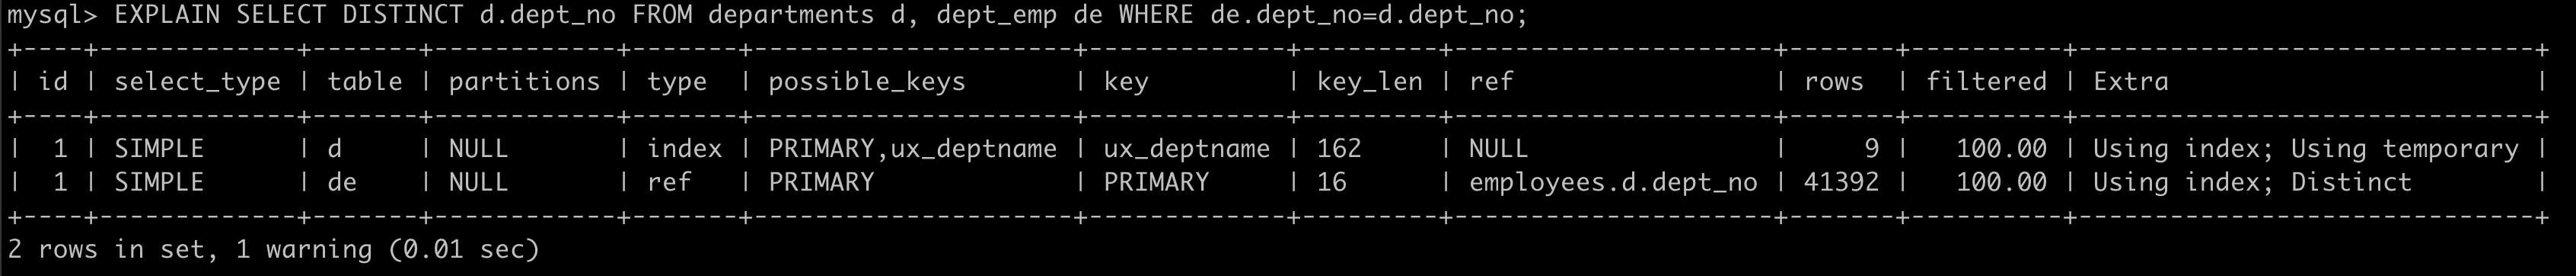 mysql> EXPLAIN SELECT DISTINCT d.dept_no FROM departments d, dept_emp de WHERE de.dept_no=d.dept_no;
+----+-------------+-------+------------+-------+---------------------+-------------+---------+---------------------+-------+----------+------------------------------+
| id | select_type | table | partitions | type  | possible_keys       | key         | key_len | ref                 | rows  | filtered | Extra                        |
+----+-------------+-------+------------+-------+---------------------+-------------+---------+---------------------+-------+----------+------------------------------+
|  1 | SIMPLE      | d     | NULL       | index | PRIMARY,ux_deptname | ux_deptname | 162     | NULL                |     9 |   100.00 | Using index; Using temporary |
|  1 | SIMPLE      | de    | NULL       | ref   | PRIMARY             | PRIMARY     | 16      | employees.d.dept_no | 41392 |   100.00 | Using index; Distinct        |
+----+-------------+-------+------------+-------+---------------------+-------------+---------+---------------------+-------+----------+------------------------------+
2 rows in set, 1 warning (0.01 sec)